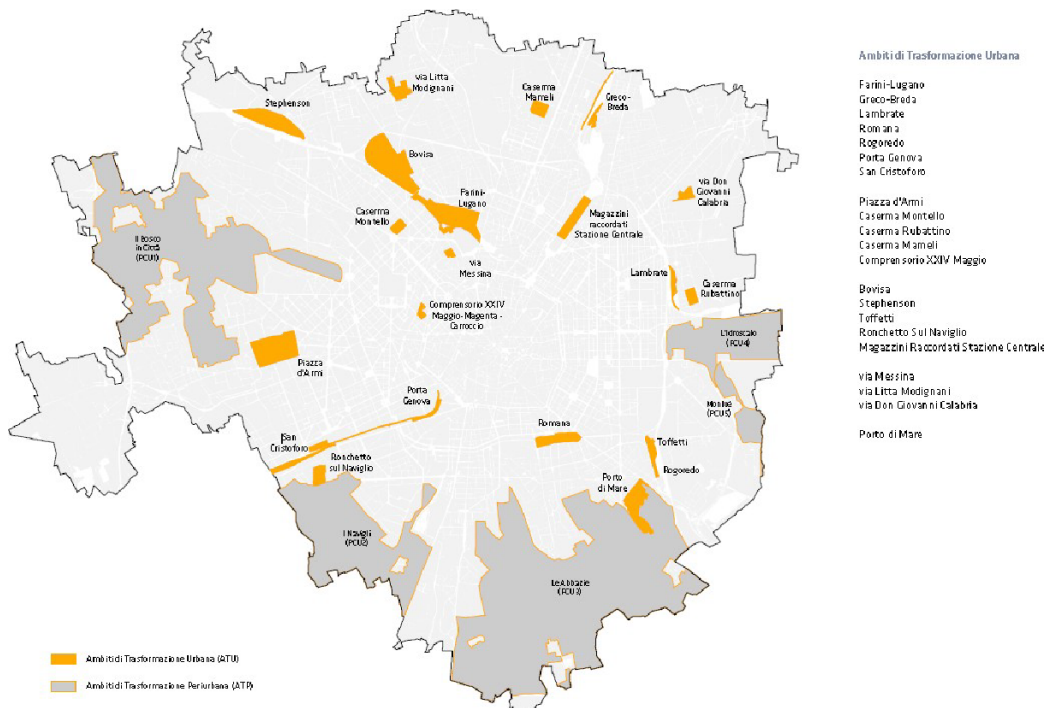 via Litta
Modignani
Caserma
Mameli
Greco-
Breda
Stephenson
Bovisa
via Don
Giovanni
Calabria
Farini-
Lugano
Caserma
Montello
Magazzini
raccordati
Stazione Centrale
Il Bosco
in Città
(PCU1)
via
Messina
Lambrate
Caserma
Rubattino
Comprensorio XXIV
Maggio-Magenta -
Carroccio
L'Idroscalo
(PCU4)
Piazza
d'Armi
Porta
Genova
Monluè
(PCU5)
San
Cristoforo
Romana
Toffetti
Ronchetto
sul Naviglio
Rogoredo
Porto
di Mare
I Navigli
(PCU2)
Le Abbazie
(PCU3)
Ambiti di Trasformazione Urbana (ATU)
Ambiti di Trasformazione Periurbana (ATP)
Ambiti di Trasformazione Urbana
Farini-Lugano
Greco-Breda
Lambrate
Romana
Rogoredo
Porta Genova
San Cristoforo
Piazza d'Armi
Caserma Montello
Caserma Rubattino
Caserma Mameli
Comprensorio XXIV Maggio
Bovisa
Stephenson
Toffetti
Ronchetto Sul Naviglio
Magazzini Raccordati Stazione Centrale
via Messina
via Litta Modignani
via Don Giovanni Calabria
Porto di Mare